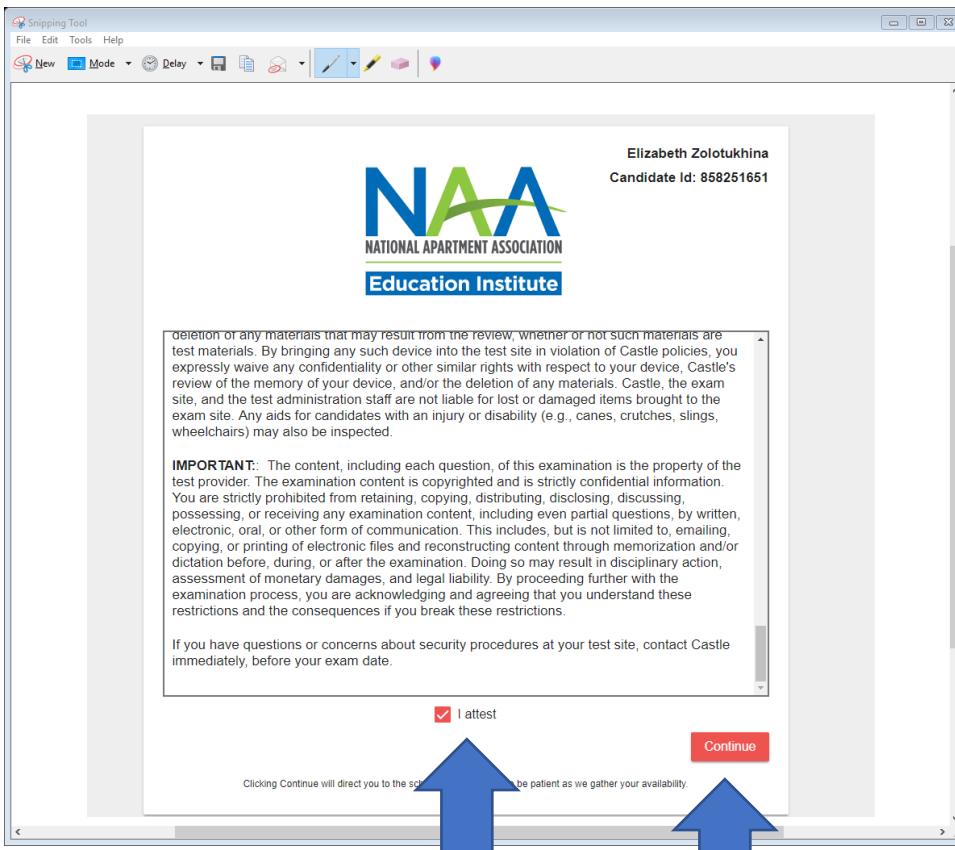 Snipping Tool
File Edit Tools Help
New Mode Delay
Elizabeth Zolotukhina
Candidate Id: 858251651
NAA
NATIONAL APARTMENT ASSOCIATION
Education Institute
deletion of any materials that may result from the review, whether or not such materials are
test materials. By bringing any such device into the test site in violation of Castle policies, you
expressly waive any confidentiality or other similar rights with respect to your device, Castle's
review of the memory of your device, and/or the deletion of any materials. Castle, the exam
site, and the test administration staff are not liable for lost or damaged items brought to the
exam site. Any aids for candidates with an injury or disability (e.g., canes, crutches, slings,
wheelchairs) may also be inspected.
IMPORTANT:: The content, including each question, of this examination is the property of the
test provider. The examination content is copyrighted and is strictly confidential information.
You are strictly prohibited from retaining, copying, distributing, disclosing, discussing,
possessing, or receiving any examination content, including even partial questions, by written,
electronic, oral, or other form of communication. This includes, but is not limited to, emailing,
copying, or printing of electronic files and reconstructing content through memorization and/or
dictation before, during, or after the examination. Doing so may result in disciplinary action,
assessment of monetary damages, and legal liability. By proceeding further with the
examination process, you are acknowledging and agreeing that you understand these
restrictions and the consequences if you break these restrictions.
If you have questions or concerns about security procedures at your test site, contact Castle
immediately, before your exam date.
I attest
Continue
Clicking Continue will direct you to the be patient as we gather your availability.